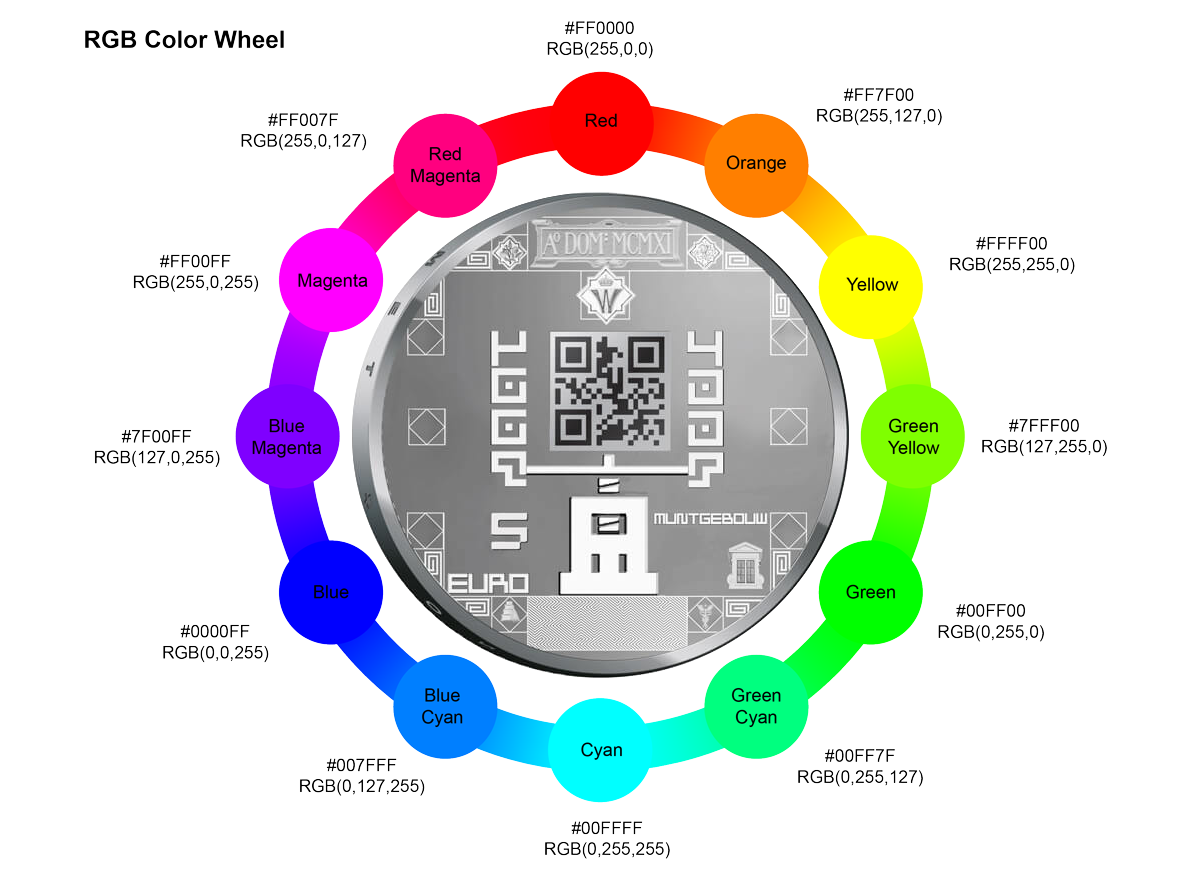 RGB Color Wheel
#FF0000
RGB(255,0,0)
#FF7F00
RGB(255,127,0)
#FF007F
RGB(255,0,127)
Red
Orange
Red
Magenta
#FFFF00
RGB(255,255,0)
#FF00FF
RGB(255,0,255)
Magenta
Yellow
Aº DOMⁱ MCMXI
W
#7F00FF
RGB(127,0,255)
Blue
Magenta
Green
Yellow
#7FFF00
RGB(127,255,0)
5
EURO
MUNTGEBOUW
Blue
Green
#0000FF
RGB(0,0,255)
#00FF00
RGB(0,255,0)
Blue
Cyan
Cyan
Green
Cyan
#007FFF
RGB(0,127,255)
#00FF7F
RGB(0,255,127)
#00FFFF
RGB(0,255,255)